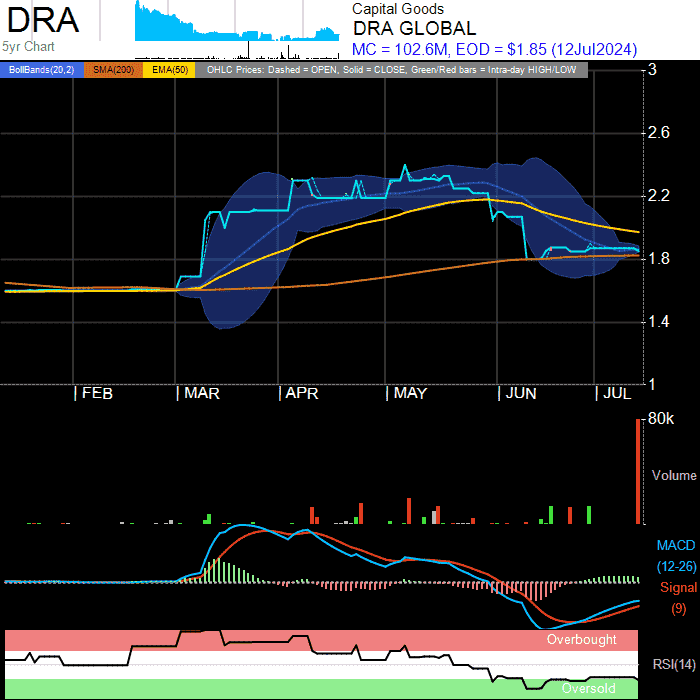 DRA
5yr Chart
Capital Goods
DRA GLOBAL
MC = 102.6M, EOD = $1.85 (12Jul2024)
BollBands(20,2) SMA(200) EMA(50) OHLC Prices: Dashed = OPEN, Solid = CLOSE, Green/Red bars = Intra-day HIGH/LOW
3
2.6
2.2
1.8
1.4
1
| FEB | MAR | APR | MAY | JUN | JUL
80k
Volume
MACD
(12-26)
Signal
(9)
Overbought
RSI(14)
Oversold